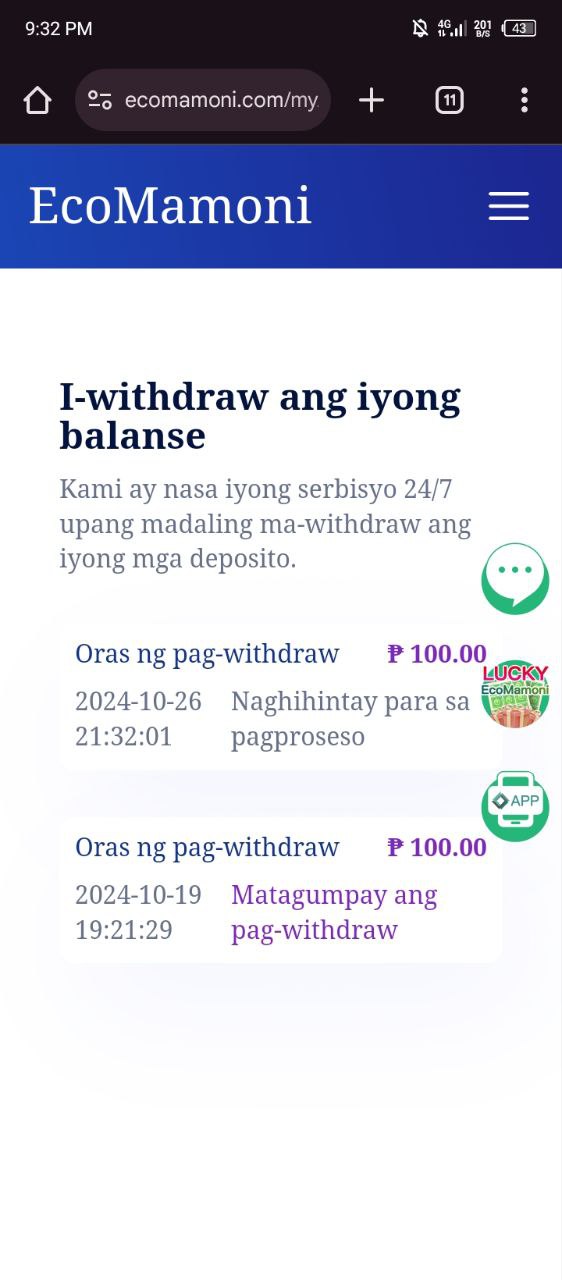 9:32 PM
4G
201
B/S
43
ecomamoni.com/my
11
EcoMamoni
I-withdraw ang iyong
balanse
Kami ay nasa iyong serbisyo 24/7
upang madaling ma-withdraw ang
iyong mga deposito.
Oras ng pag-withdraw ₱ 100.00
2024-10-26 Naghihintay para sa
21:32:01 pagproseso
LUCKY
EcoMamoni
APP
Oras ng pag-withdraw ₱ 100.00
2024-10-19 Matagumpay ang
19:21:29 pag-withdraw